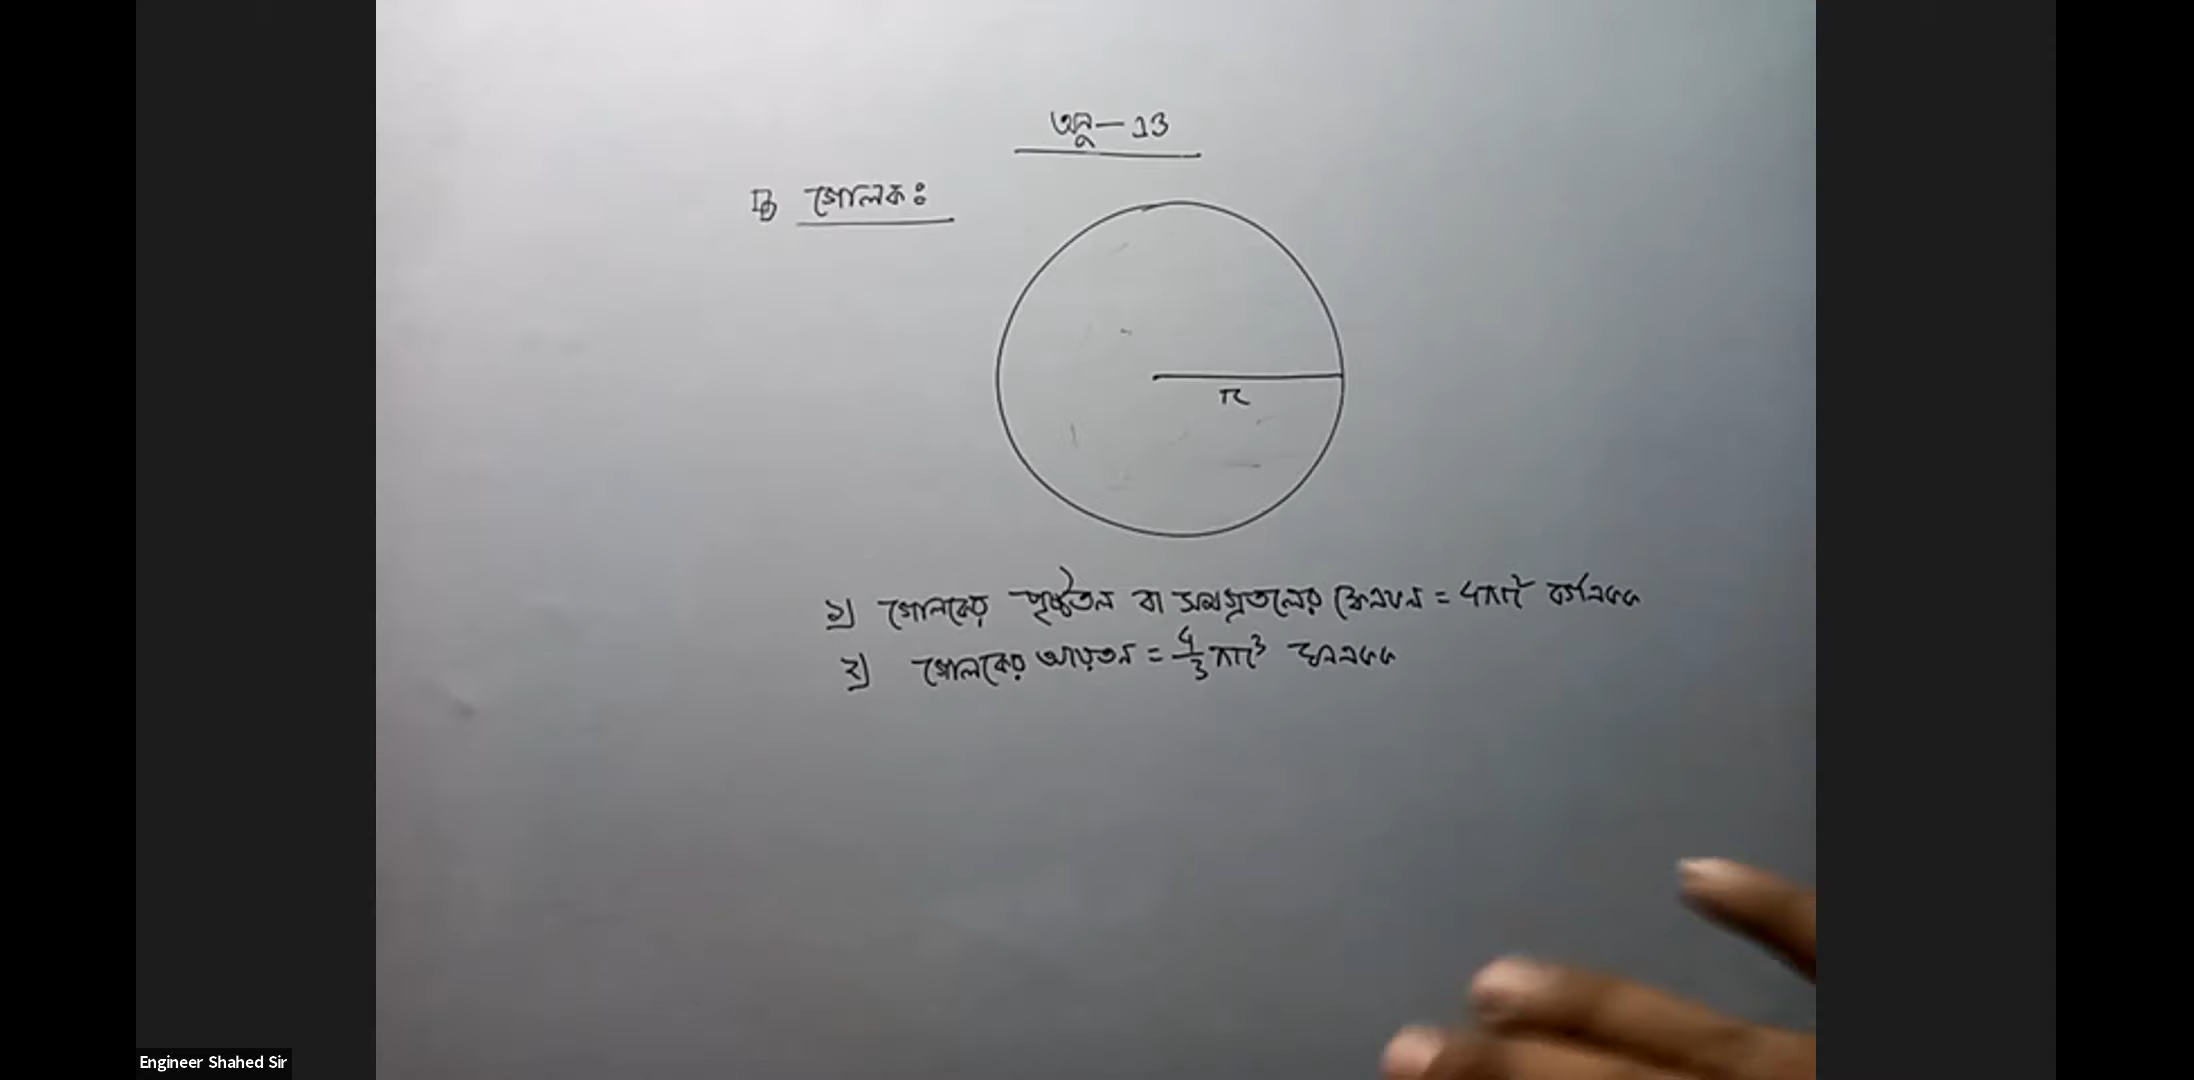 অনু—13
গোলকঃ
r
১) গোলকের পৃষ্ঠতল বা সমগ্রতলের ক্ষেত্রফল = 4πr² বর্গএকক
২) গোলকের আয়তন = 4/3 πr³ ঘনএকক
Engineer Shahed Sir